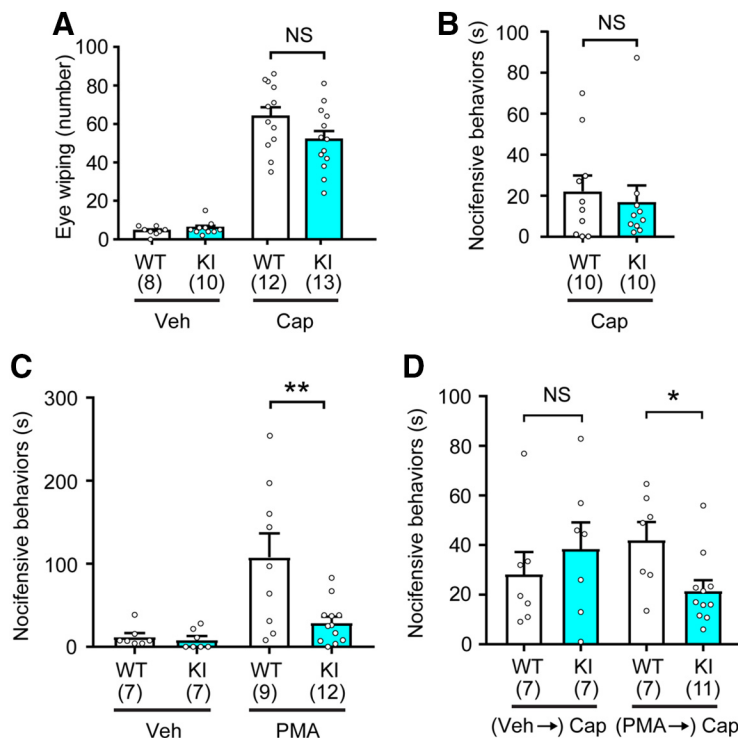 A
Eye wiping (number)
100
80
60
40
20
0
NS
WT
KI
WT
KI
(8)
(10)
(12)
(13)
Veh
Cap
B
Nocifensive behaviors (s)
100
80
60
40
20
0
NS
WT
KI
(10)
(10)
Cap
C
Nocifensive behaviors (s)
300
200
100
0
**
WT
KI
WT
KI
(7)
(7)
(9)
(12)
Veh
PMA
D
Nocifensive behaviors (s)
100
80
60
40
20
0
NS
*
WT
KI
WT
KI
(7)
(7)
(7)
(11)
(Veh→) Cap
(PMA→) Cap